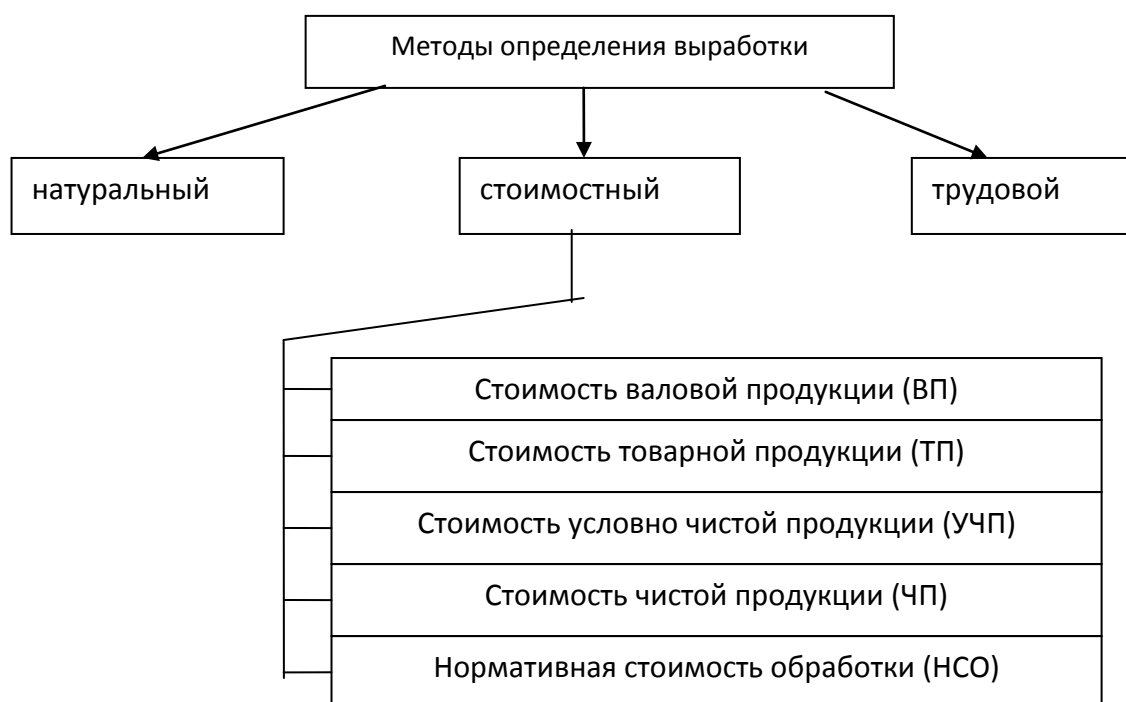 Методы определения выработки
натуральный
стоимостный
трудовой
Стоимость валовой продукции (ВП)
Стоимость товарной продукции (ТП)
Стоимость условно чистой продукции (УЧП)
Стоимость чистой продукции (ЧП)
Нормативная стоимость обработки (НСО)